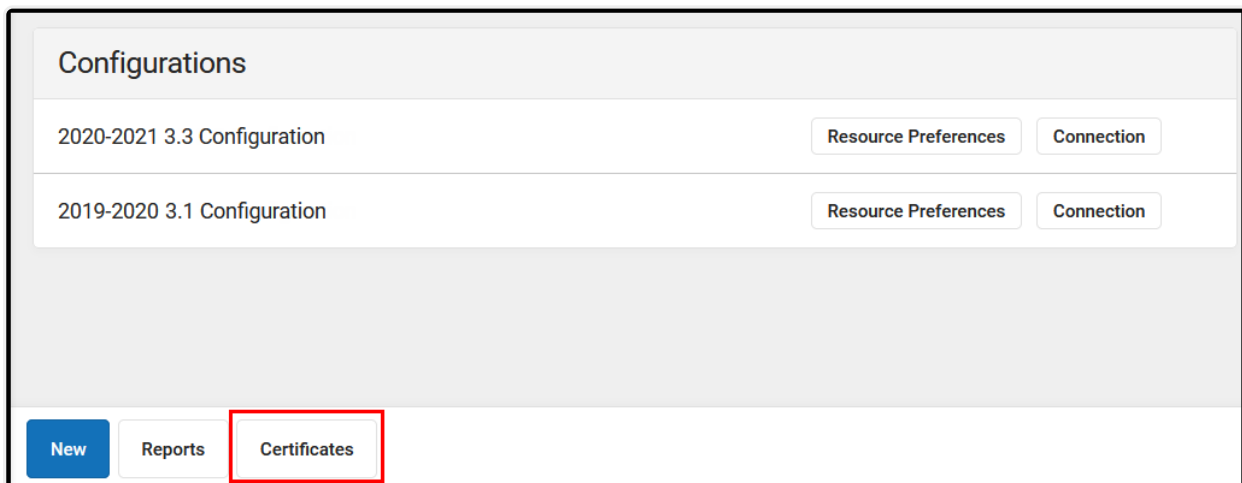 Configurations
2020-2021 3.3 Configuration Resource Preferences Connection
2019-2020 3.1 Configuration Resource Preferences Connection
New Reports Certificates